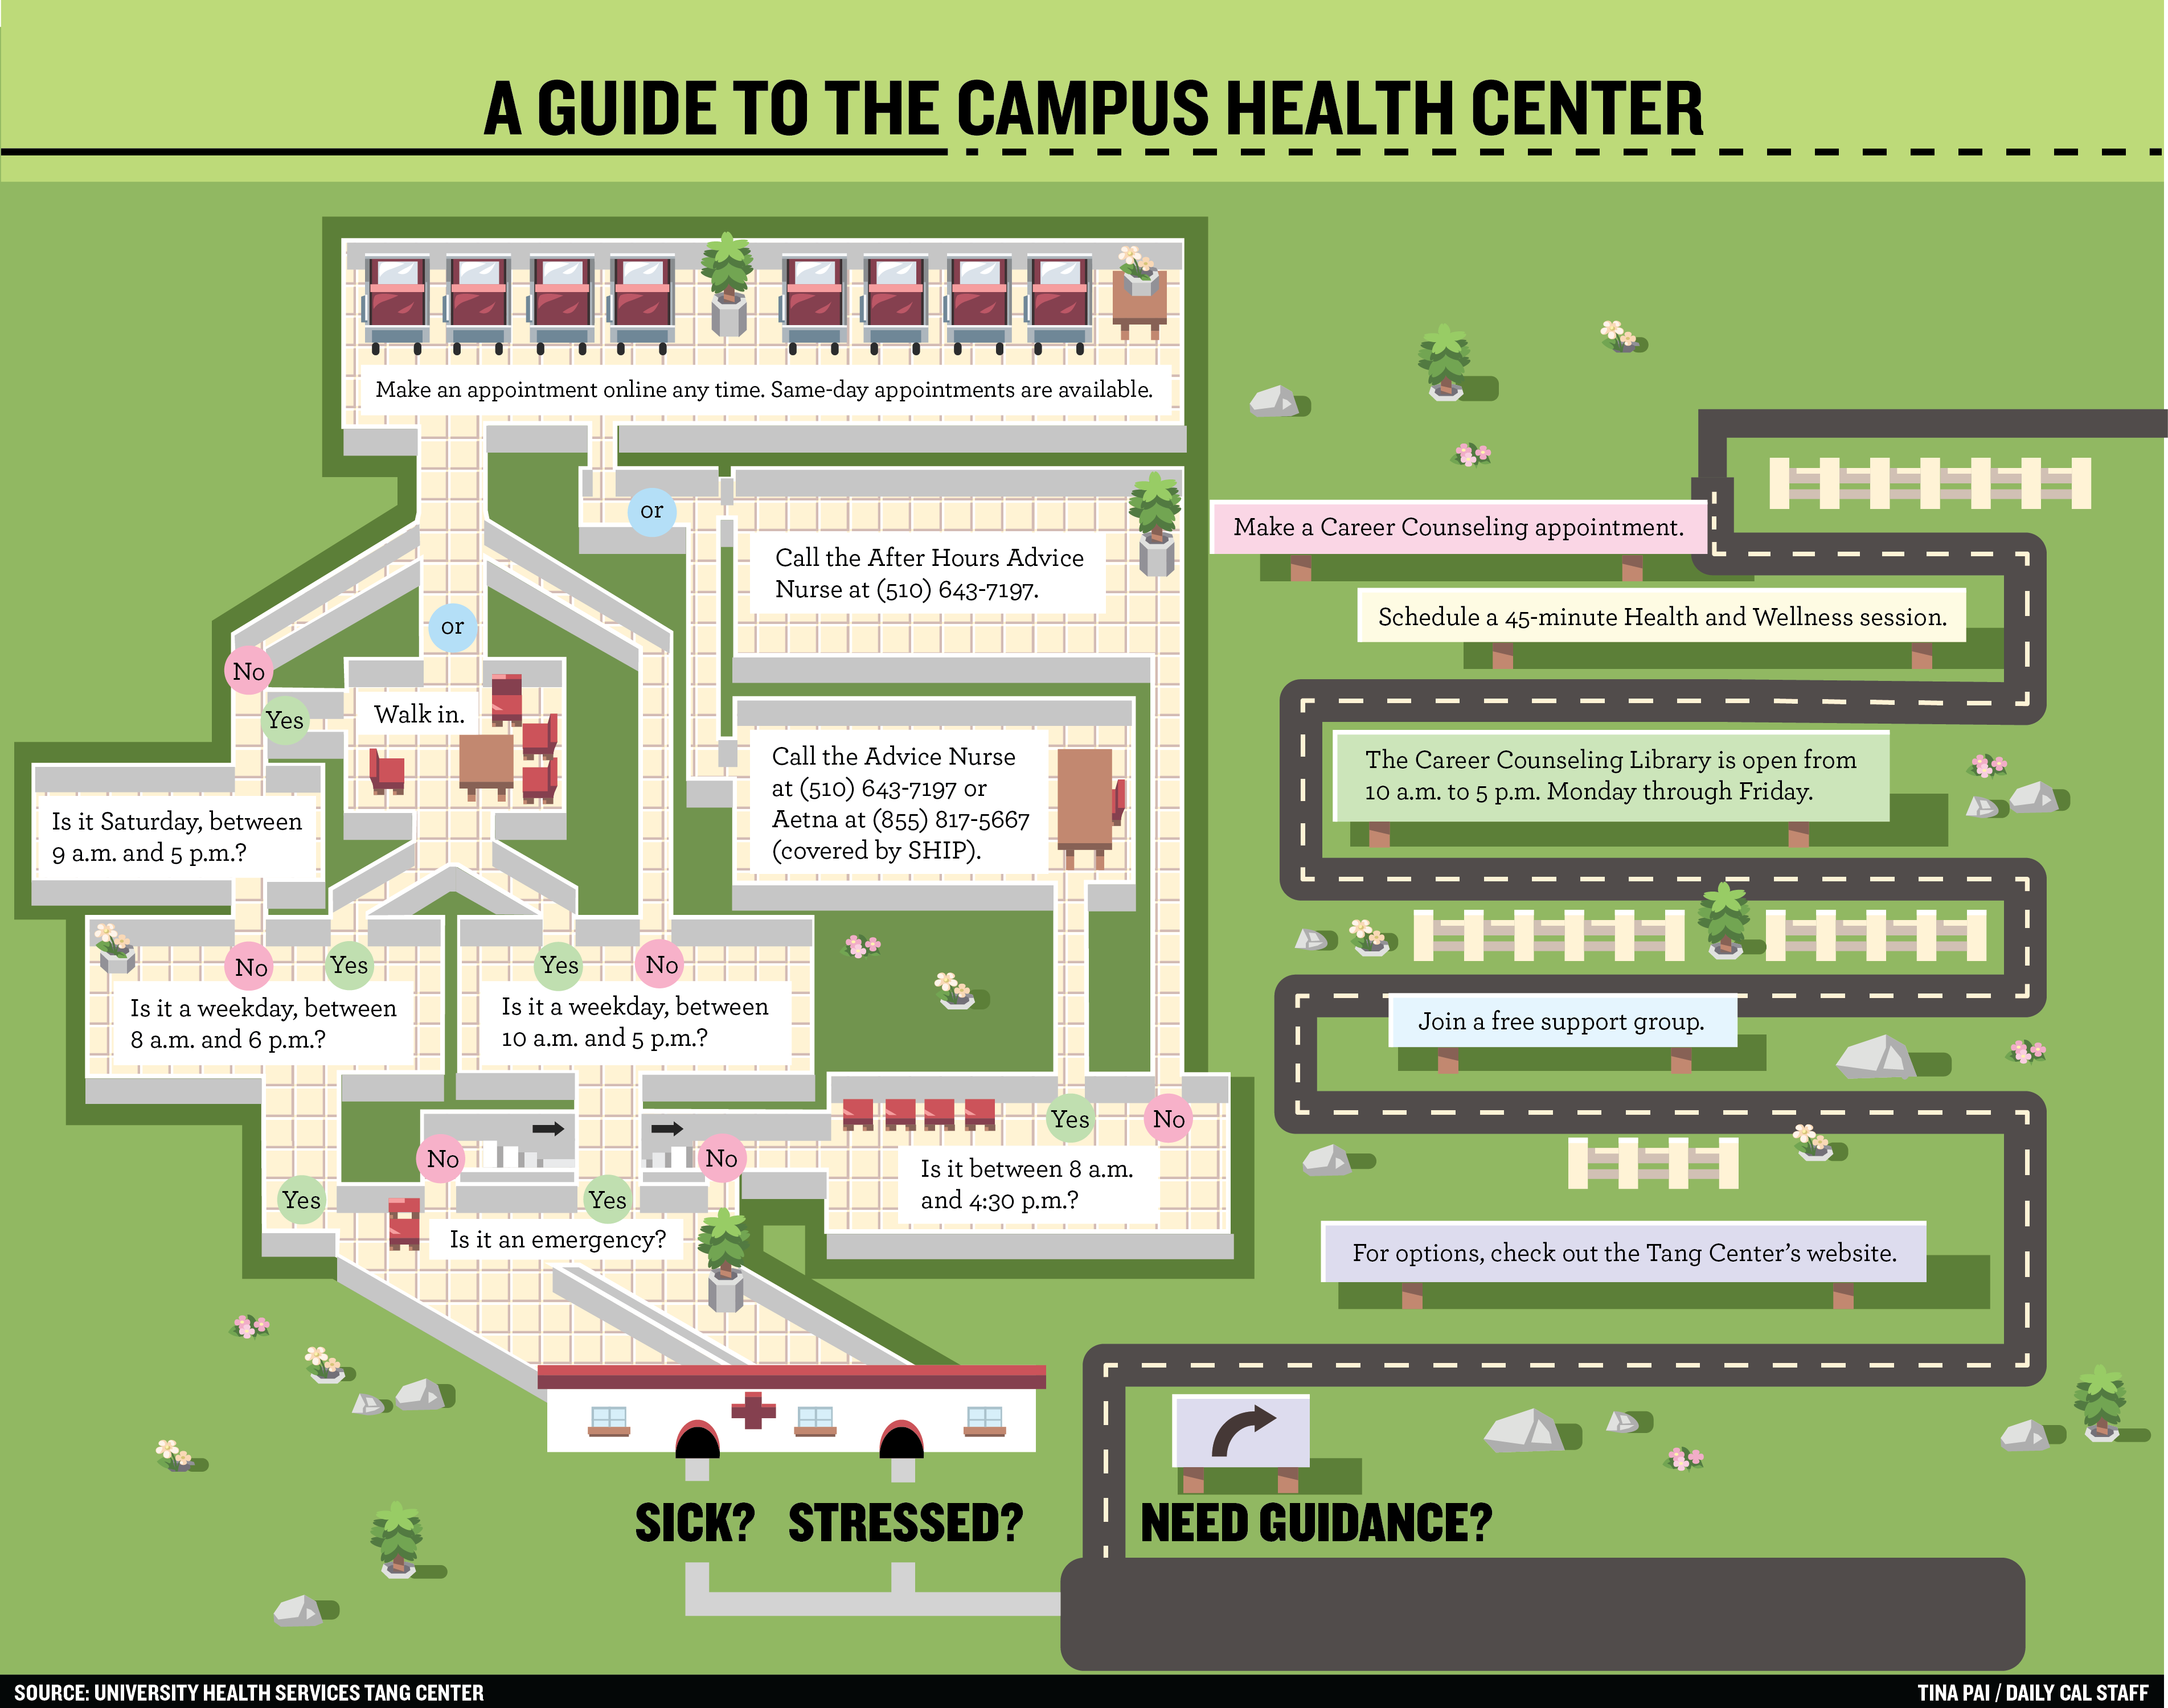 A GUIDE TO THE CAMPUS HEALTH CENTER
Make an appointment online any time. Same-day appointments are available.
or
Call the After Hours Advice
Nurse at (510) 643-7197.
or
No
Yes
Walk in.
Call the Advice Nurse
at (510) 643-7197 or
Aetna at (855) 817-5667
(covered by SHIP).
Is it Saturday, between
9 a.m. and 5 p.m.?
No
Yes
Is it a weekday, between
8 a.m. and 6 p.m.?
Yes
No
Is it a weekday, between
10 a.m. and 5 p.m.?
Yes
No
Is it between 8 a.m.
and 4:30 p.m.?
No
No
Yes
Yes
Is it an emergency?
Make a Career Counseling appointment.
Schedule a 45-minute Health and Wellness session.
The Career Counseling Library is open from
10 a.m. to 5 p.m. Monday through Friday.
Join a free support group.
For options, check out the Tang Center's website.
SICK?
STRESSED?
NEED GUIDANCE?
SOURCE: UNIVERSITY HEALTH SERVICES TANG CENTER
TINA PAI / DAILY CAL STAFF